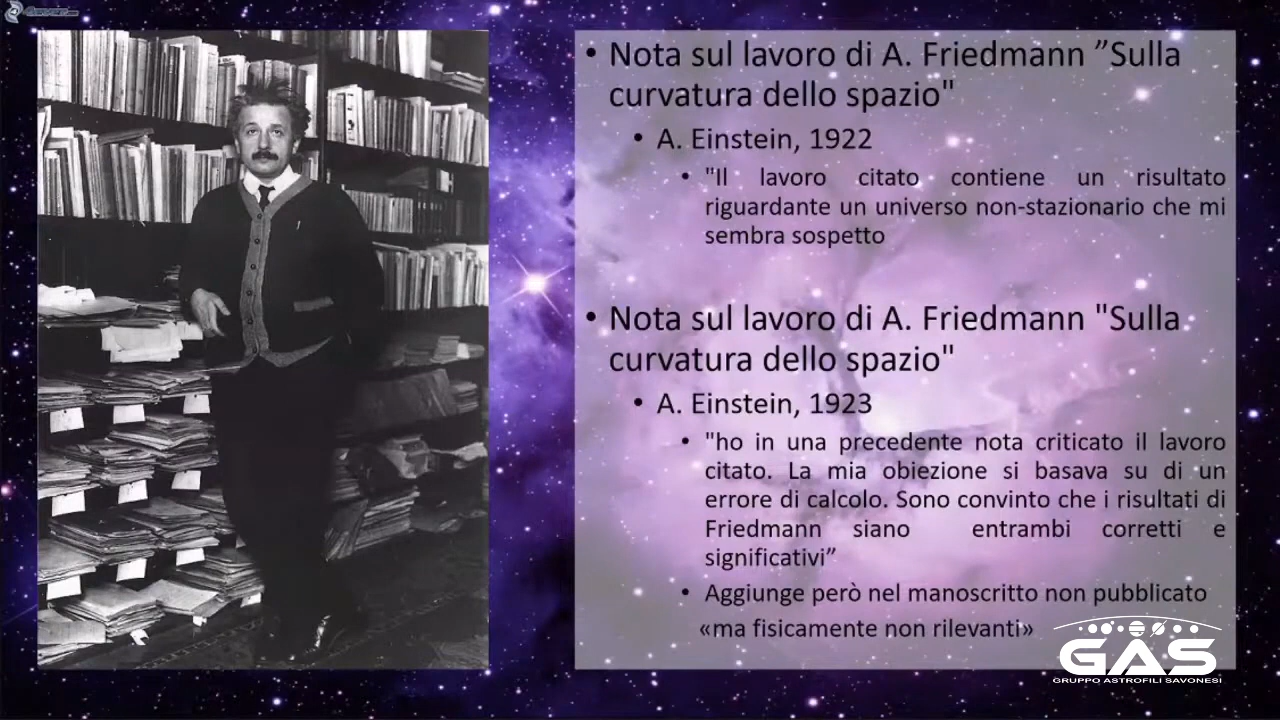 • Nota sul lavoro di A. Friedmann ”Sulla
curvatura dello spazio"
• A. Einstein, 1922
• "Il lavoro citato contiene un risultato
riguardante un universo non-stazionario che mi
sembra sospetto
• Nota sul lavoro di A. Friedmann "Sulla
curvatura dello spazio"
• A. Einstein, 1923
• "ho in una precedente nota criticato il lavoro
citato. La mia obiezione si basava su di un
errore di calcolo. Sono convinto che i risultati di
Friedmann siano entrambi corretti e
significativi”
• Aggiunge però nel manoscritto non pubblicato
«ma fisicamente non rilevanti»
GAS
GRUPPO ASTROFILI SAVONESI